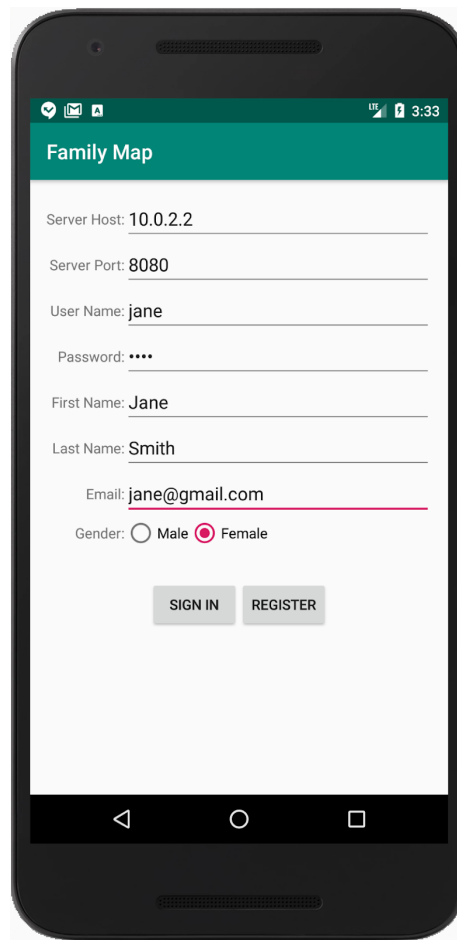 LTE 3:33
Family Map
Server Host: 10.0.2.2
Server Port: 8080
User Name: jane
Password: ••••
First Name: Jane
Last Name: Smith
Email: jane@gmail.com
Gender: Male Female
SIGN IN REGISTER